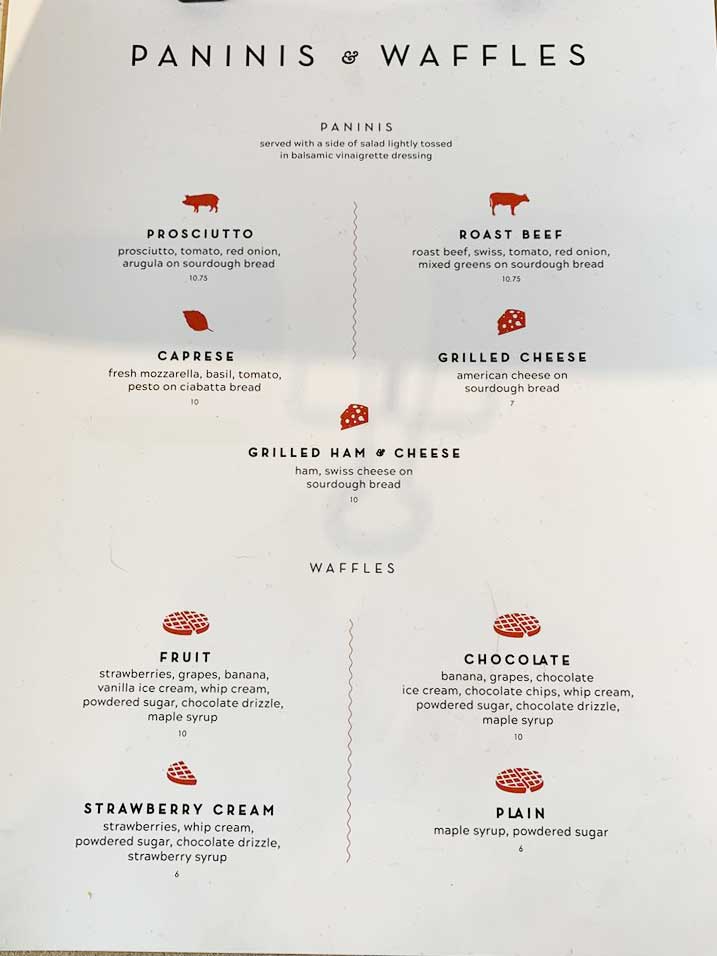 PANINIS & WAFFLES
PANINIS
served with a side of salad lightly tossed
in balsamic vinaigrette dressing
PROSCIUTTO
prosciutto, tomato, red onion,
arugula on sourdough bread
10.75
ROAST BEEF
roast beef, swiss, tomato, red onion,
mixed greens on sourdough bread
10.75
CAPRESE
fresh mozzarella, basil, tomato,
pesto on ciabatta bread
10
GRILLED CHEESE
american cheese on
sourdough bread
7
GRILLED HAM & CHEESE
ham, swiss cheese on
sourdough bread
10
WAFFLES
FRUIT
strawberries, grapes, banana,
vanilla ice cream, whip cream,
powdered sugar, chocolate drizzle,
maple syrup
10
CHOCOLATE
banana, grapes, chocolate
ice cream, chocolate chips, whip cream,
powdered sugar, chocolate drizzle,
maple syrup
10
STRAWBERRY CREAM
strawberries, whip cream,
powdered sugar, chocolate drizzle,
strawberry syrup
6
PLAIN
maple syrup, powdered sugar
6